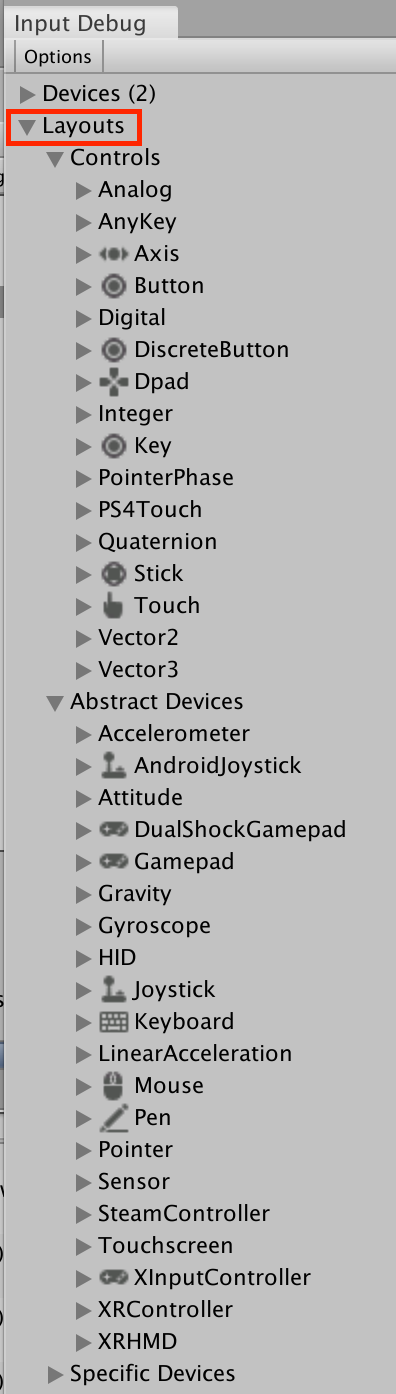 Input Debug
Options
Devices (2)
Layouts
Controls
Analog
AnyKey
Axis
Button
Digital
DiscreteButton
Dpad
Integer
Key
PointerPhase
PS4Touch
Quaternion
Stick
Touch
Vector2
Vector3
Abstract Devices
Accelerometer
AndroidJoystick
Attitude
DualShockGamepad
Gamepad
Gravity
Gyroscope
HID
Joystick
Keyboard
LinearAcceleration
Mouse
Pen
Pointer
Sensor
SteamController
Touchscreen
XInputController
XRController
XRHMD
Specific Devices